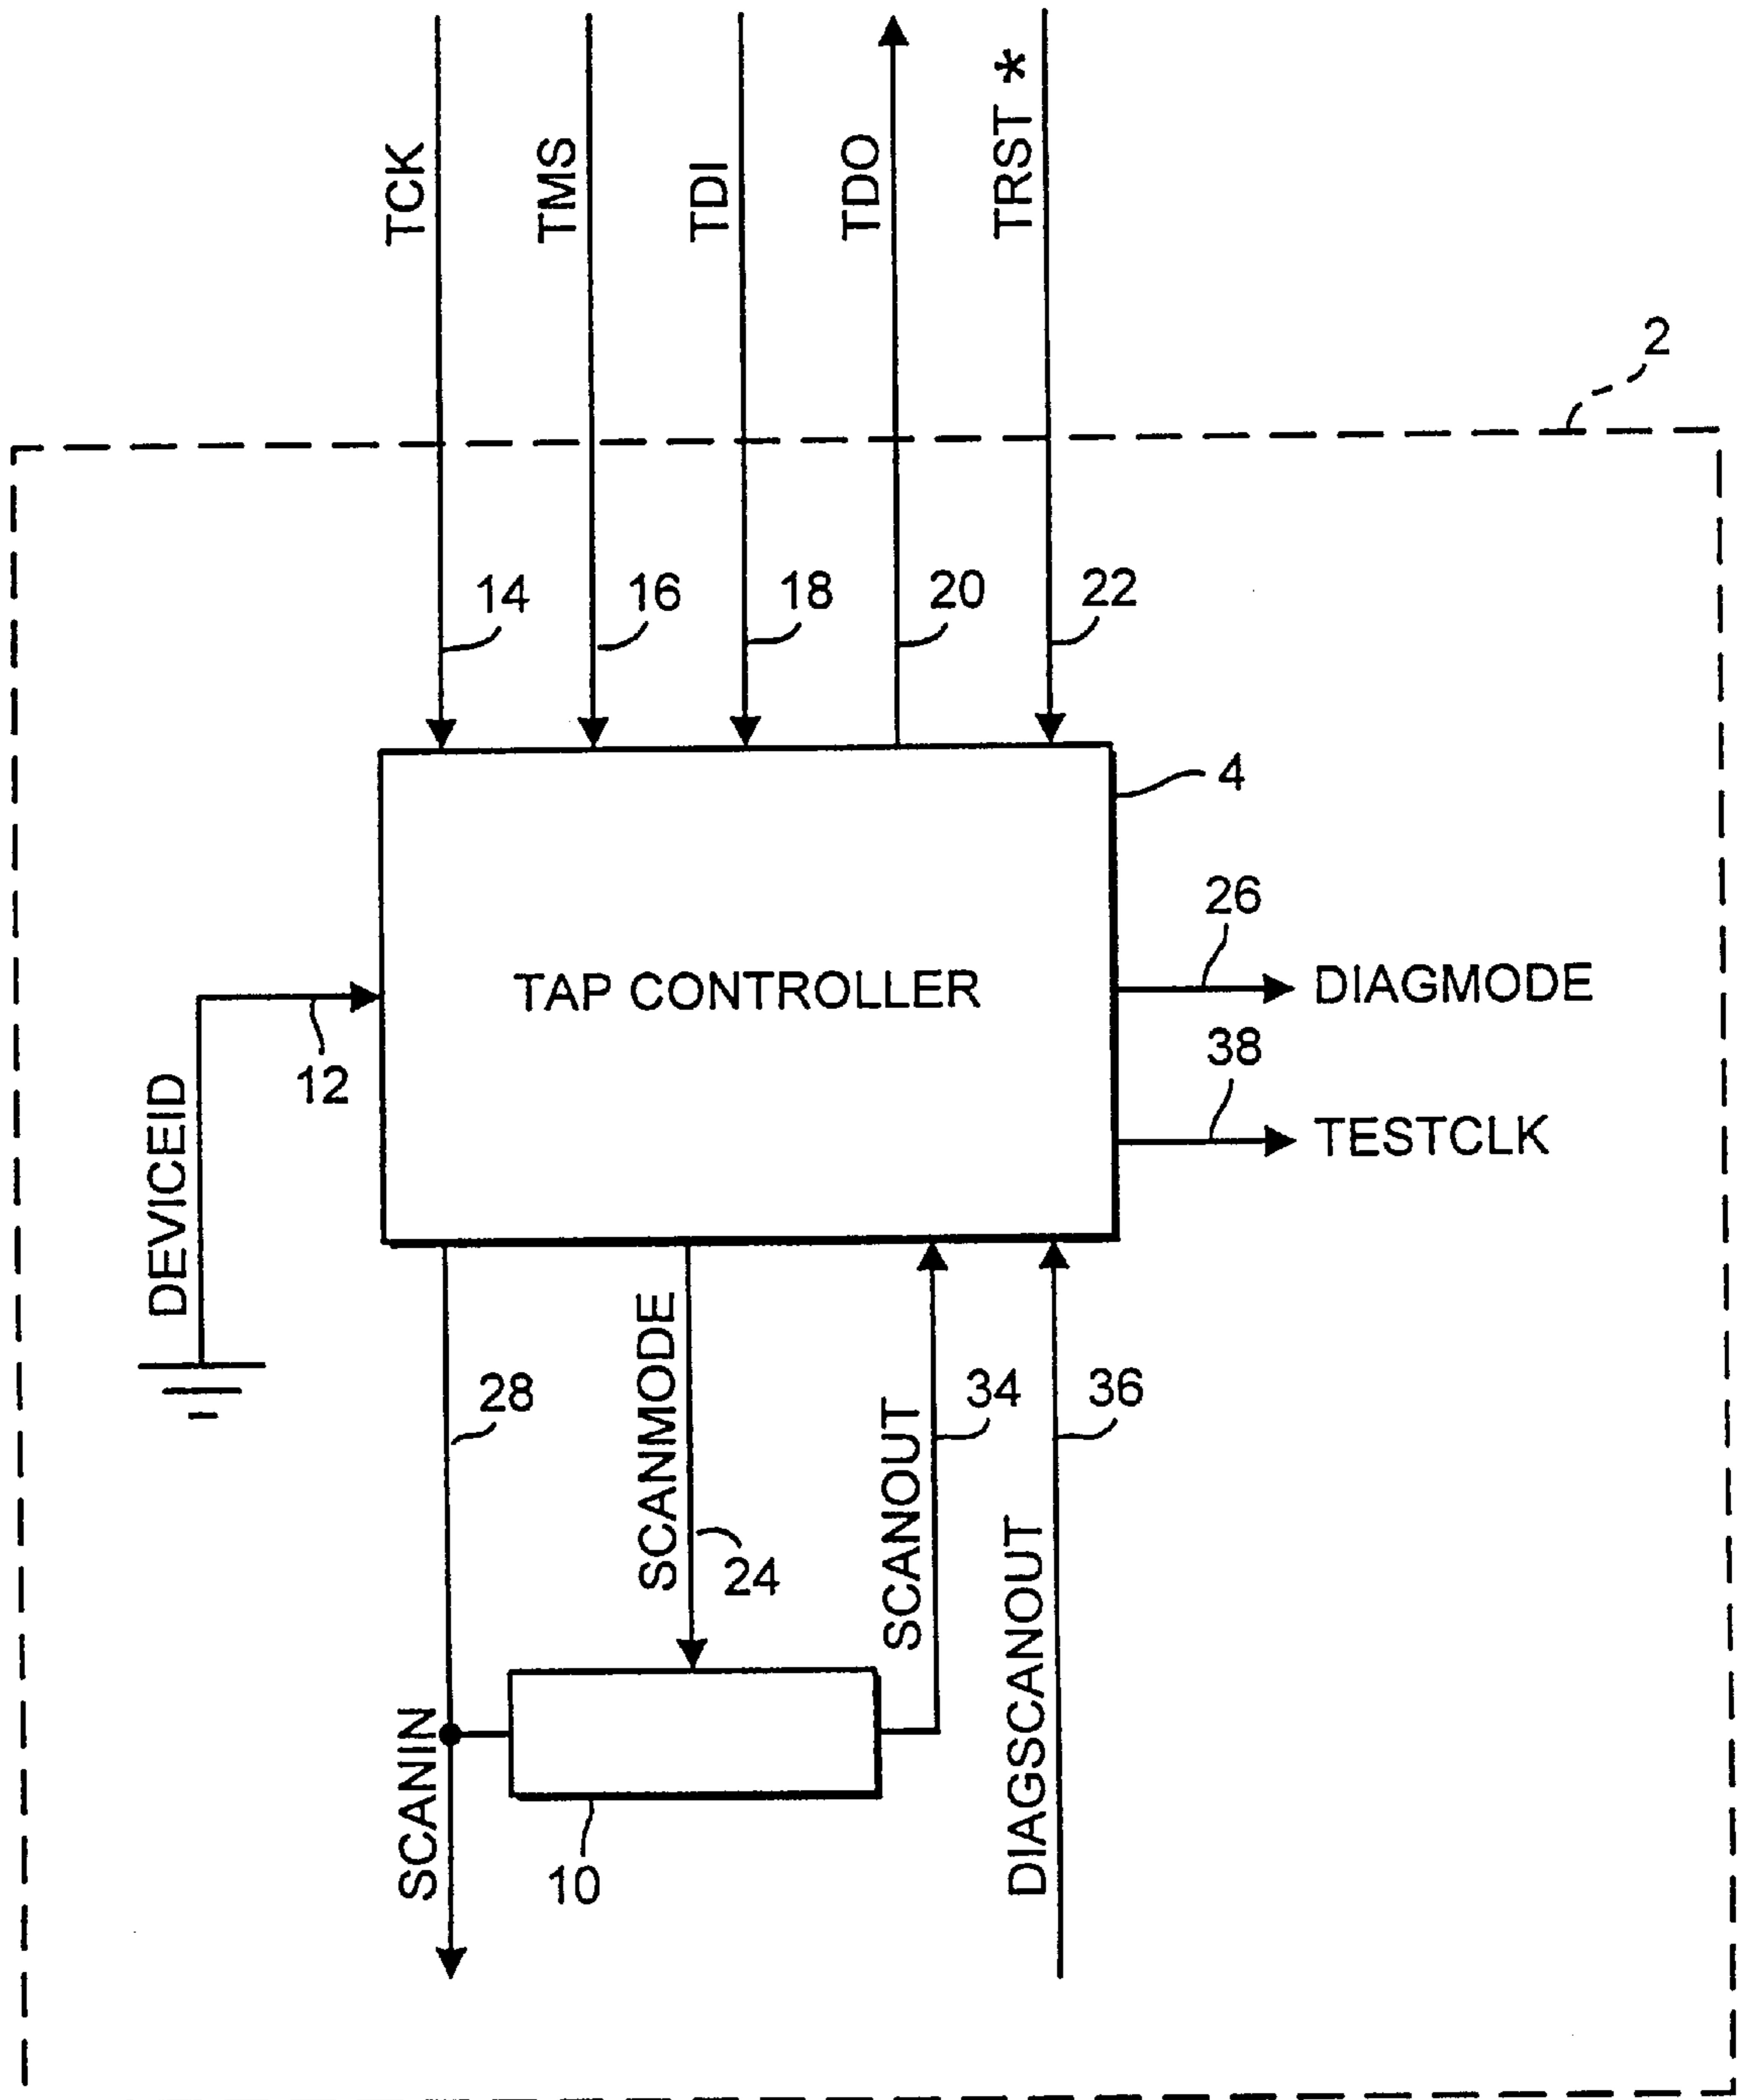 TCK
TMS
TDI
TDO
TRST *
2
14
16
18
20
22
4
26
TAP CONTROLLER
DIAGMODE
12
38
TESTCLK
DEVICEID
28
SCANMODE
34
36
SCANOUT
24
DIAGSCANOUT
SCANIN
10